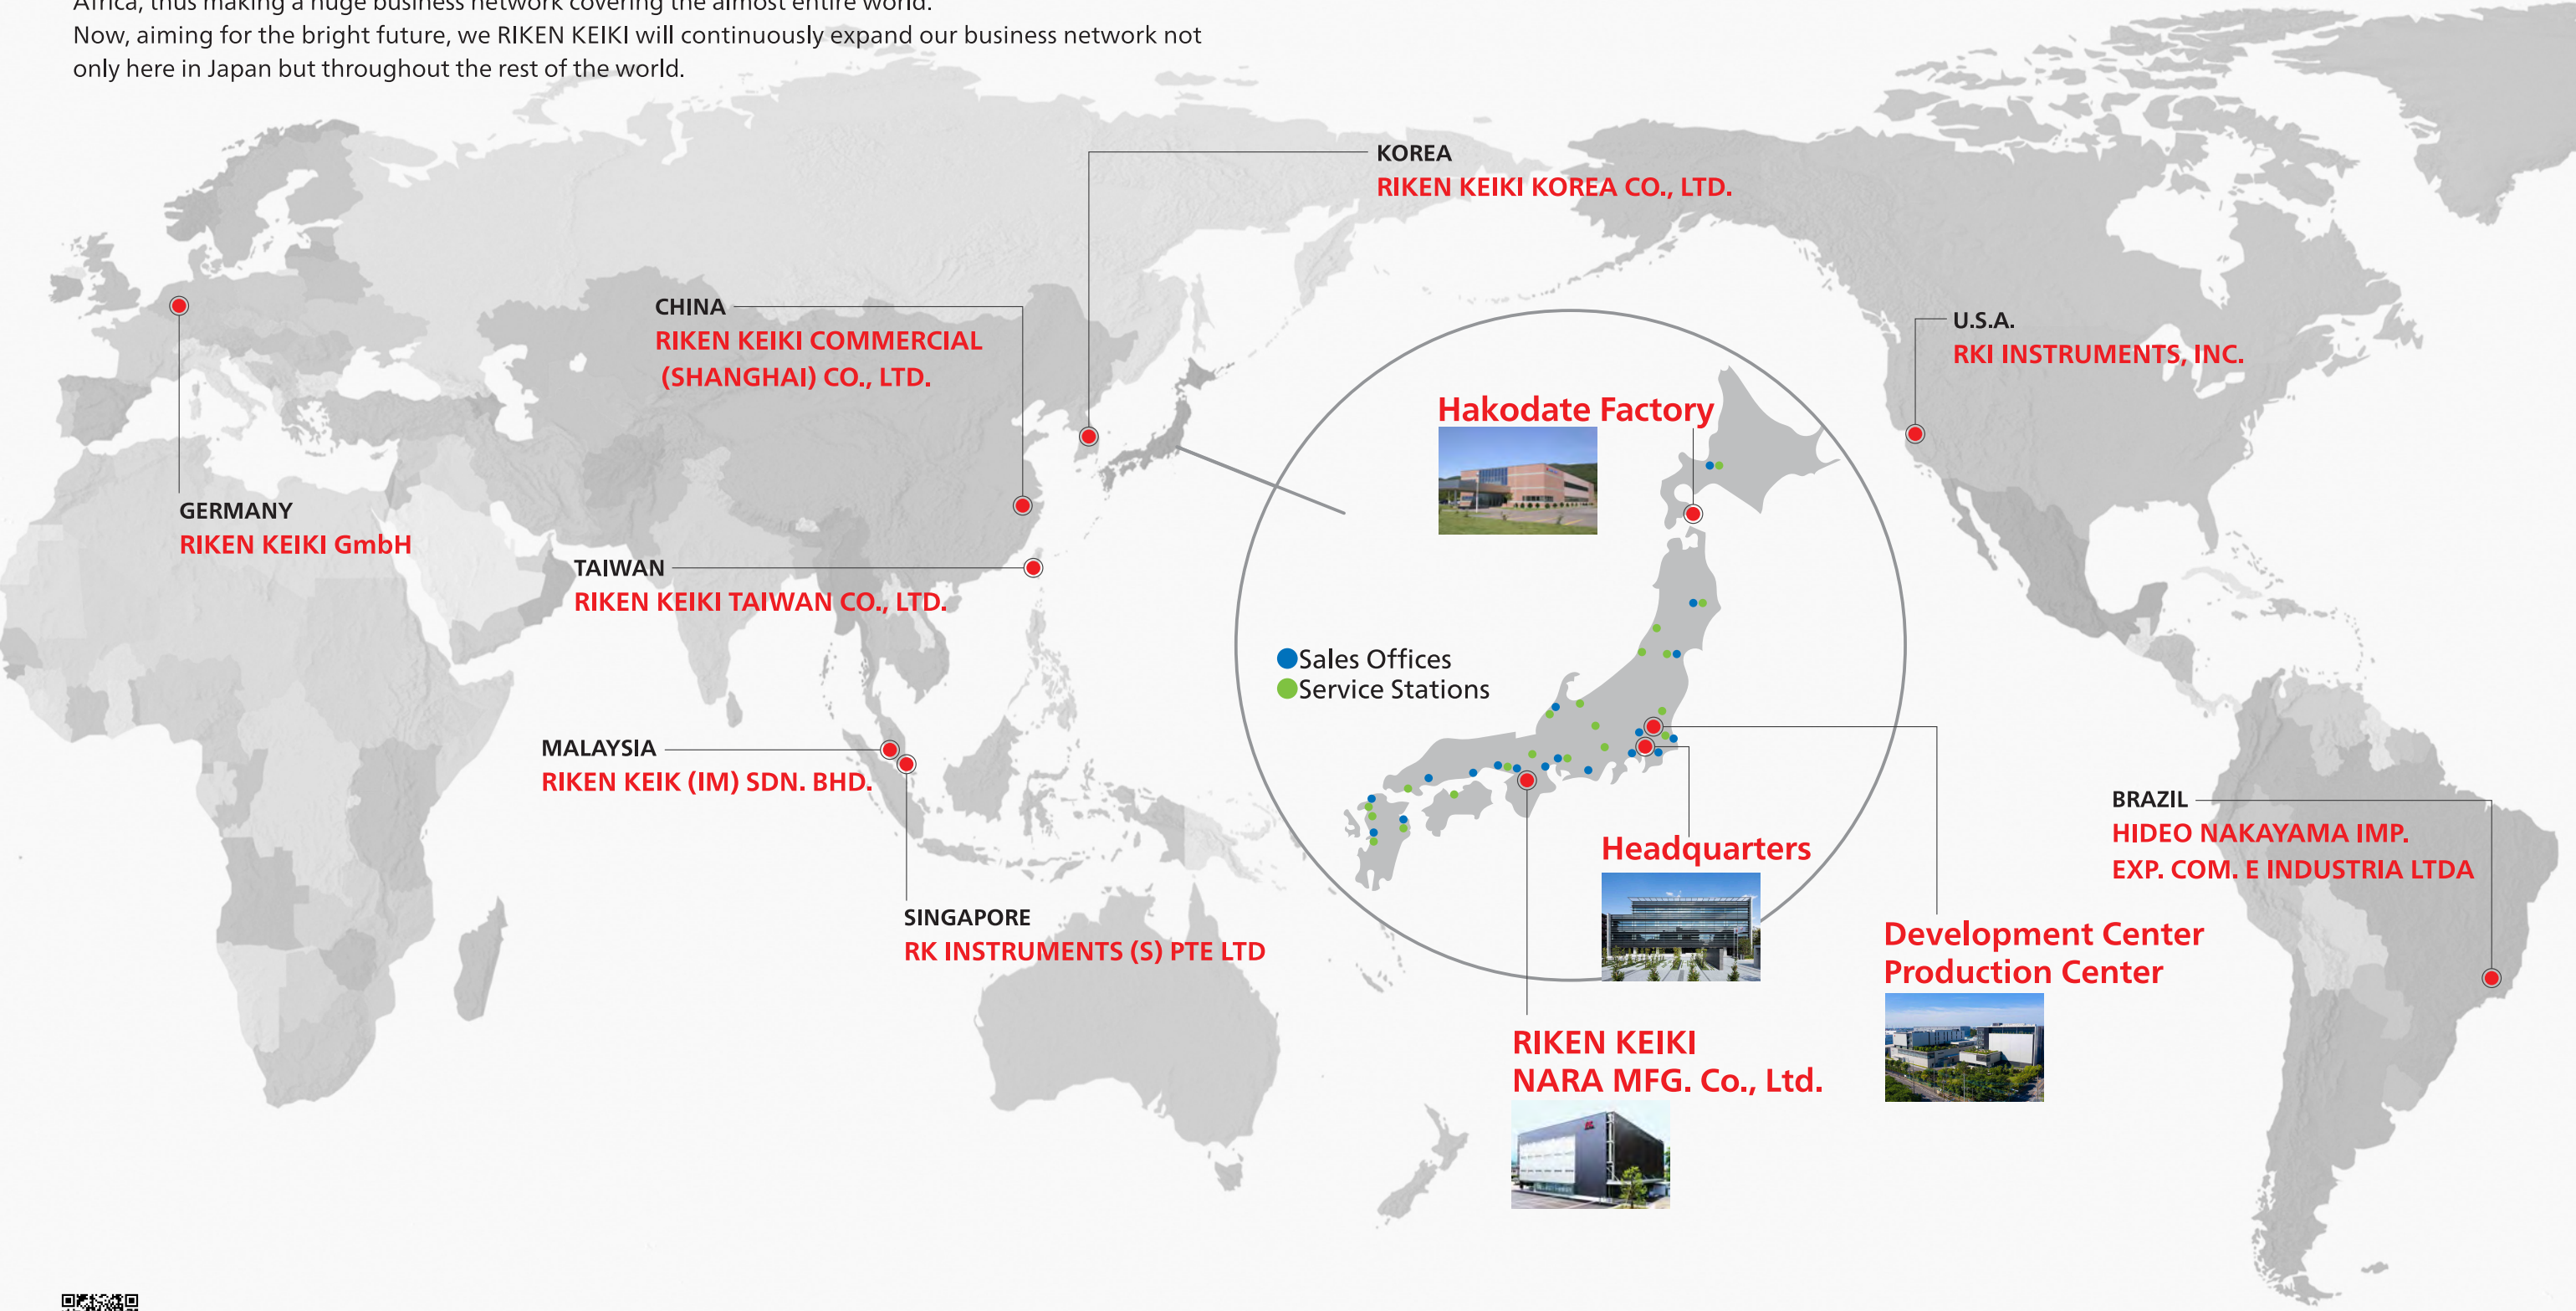 Africa, thus making a huge business network covering the almost entire world.
Now, aiming for the bright future, we RIKEN KEIKI will continuously expand our business network not
only here in Japan but throughout the rest of the world.
KOREA
RIKEN KEIKI KOREA CO., LTD.
CHINA
RIKEN KEIKI COMMERCIAL
(SHANGHAI) CO., LTD.
U.S.A.
RKI INSTRUMENTS, INC.
Hakodate Factory
GERMANY
RIKEN KEIKI GmbH
TAIWAN
RIKEN KEIKI TAIWAN CO., LTD.
Sales Offices
Service Stations
MALAYSIA
RIKEN KEIK (IM) SDN. BHD.
BRAZIL
HIDEO NAKAYAMA IMP.
EXP. COM. E INDUSTRIA LTDA
Headquarters
SINGAPORE
RK INSTRUMENTS (S) PTE LTD
Development Center
Production Center
RIKEN KEIKI
NARA MFG. Co., Ltd.